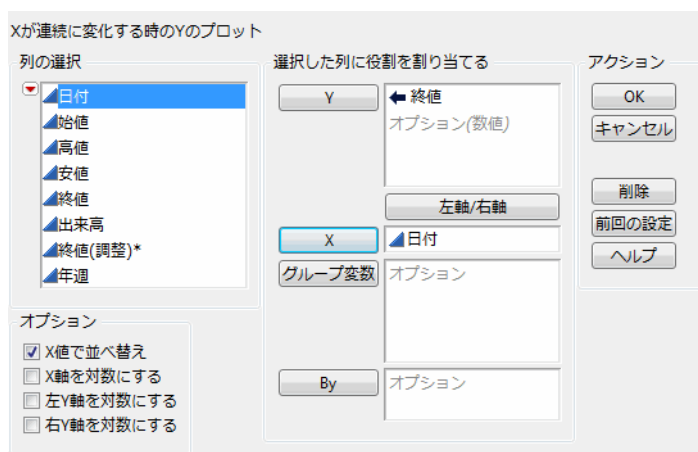 Xが連続に変化する時のYのプロット
列の選択
日付
始値
高値
安値
終値
出来高
終値(調整)*
年週
オプション
X値で並べ替え
X軸を対数にする
左Y軸を対数にする
右Y軸を対数にする
選択した列に役割を割り当てる
Y
終値
オプション(数値)
左軸/右軸
X
日付
グループ変数
オプション
By
オプション
アクション
OK
キャンセル
削除
前回の設定
ヘルプ